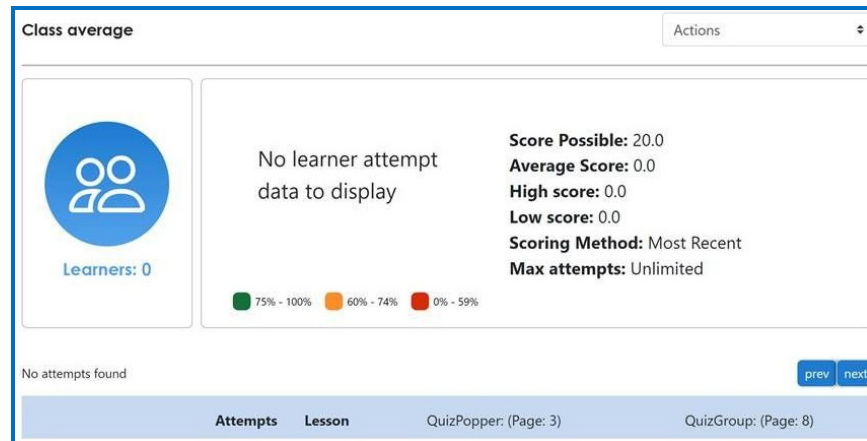 Class average
Actions
No learner attempt
data to display
Score Possible: 20.0
Average Score: 0.0
High score: 0.0
Low score: 0.0
Scoring Method: Most Recent
Max attempts: Unlimited
Learners: 0
75% - 100% 60% - 74% 0% - 59%
No attempts found
prev next
Attempts Lesson QuizPopper: (Page: 3) QuizGroup: (Page: 8)